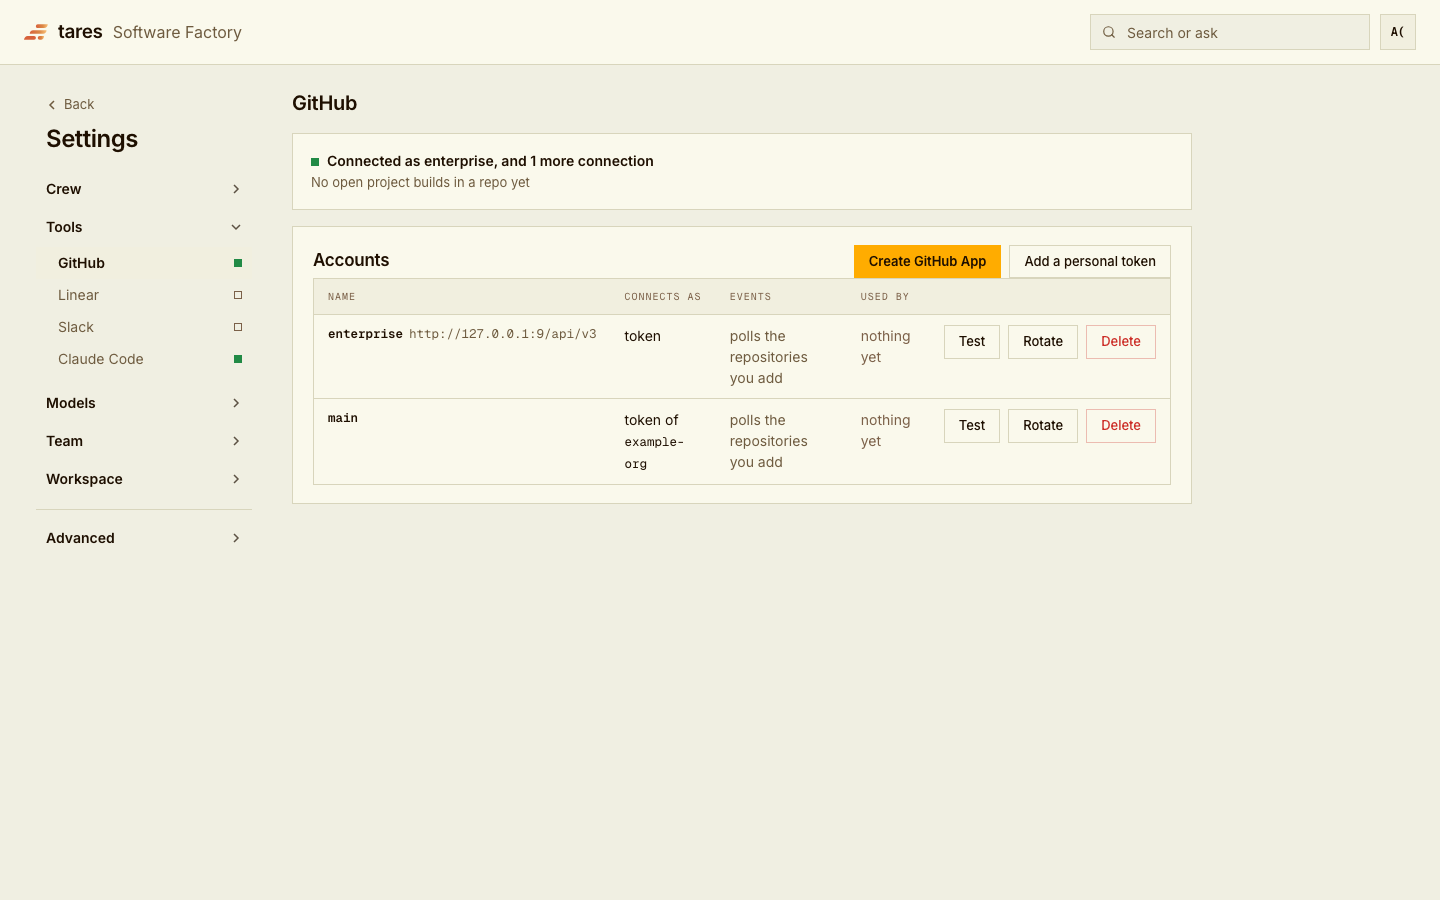 tares Software Factory
Search or ask
A(
Back
Settings
Crew
Tools
GitHub
Linear
Slack
Claude Code
Models
Team
Workspace
Advanced
GitHub
Connected as enterprise, and 1 more connection
No open project builds in a repo yet
Accounts
Create GitHub App
Add a personal token
NAME CONNECTS AS EVENTS USED BY
enterprise http://127.0.0.1:9/api/v3
token
polls the
repositories
you add
nothing
yet
Test
Rotate
Delete
main
token of
example-
org
polls the
repositories
you add
nothing
yet
Test
Rotate
Delete